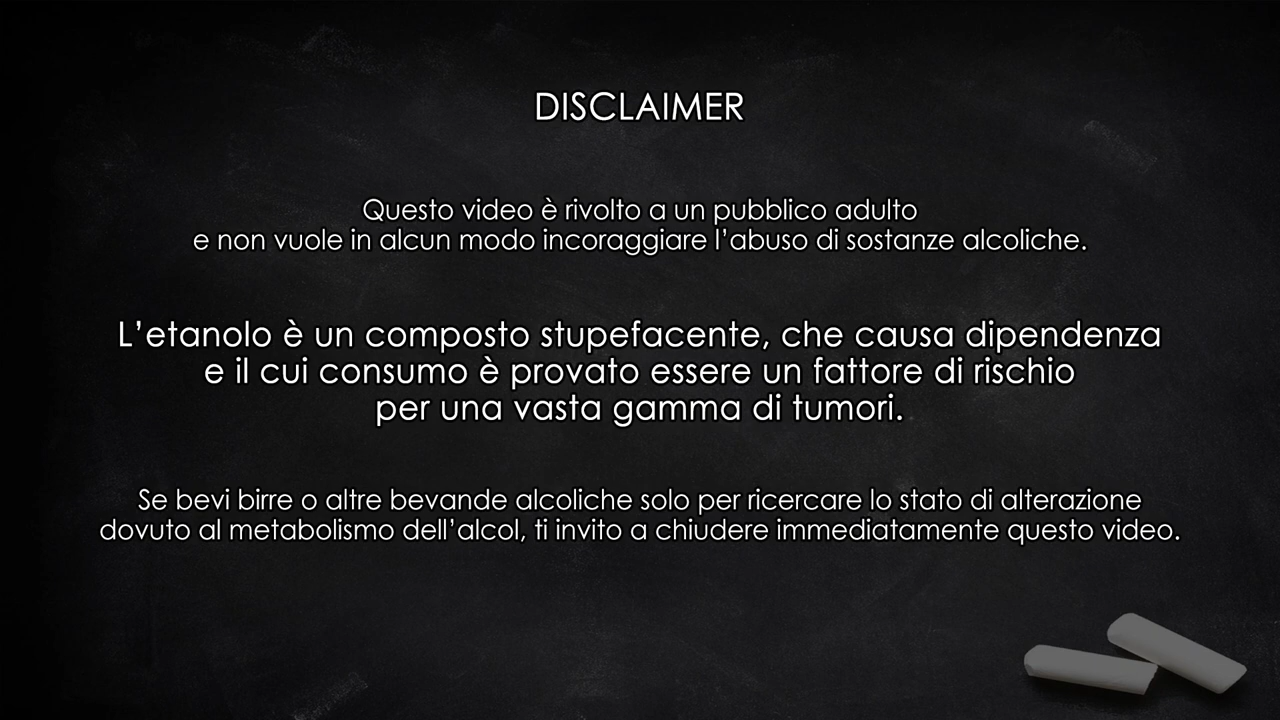 DISCLAIMER
Questo video è rivolto a un pubblico adulto
e non vuole in alcun modo incoraggiare l’abuso di sostanze alcoliche.
L’etanolo è un composto stupefacente, che causa dipendenza
e il cui consumo è provato essere un fattore di rischio
per una vasta gamma di tumori.
Se bevi birre o altre bevande alcoliche solo per ricercare lo stato di alterazione
dovuto al metabolismo dell’alcol, ti invito a chiudere immediatamente questo video.